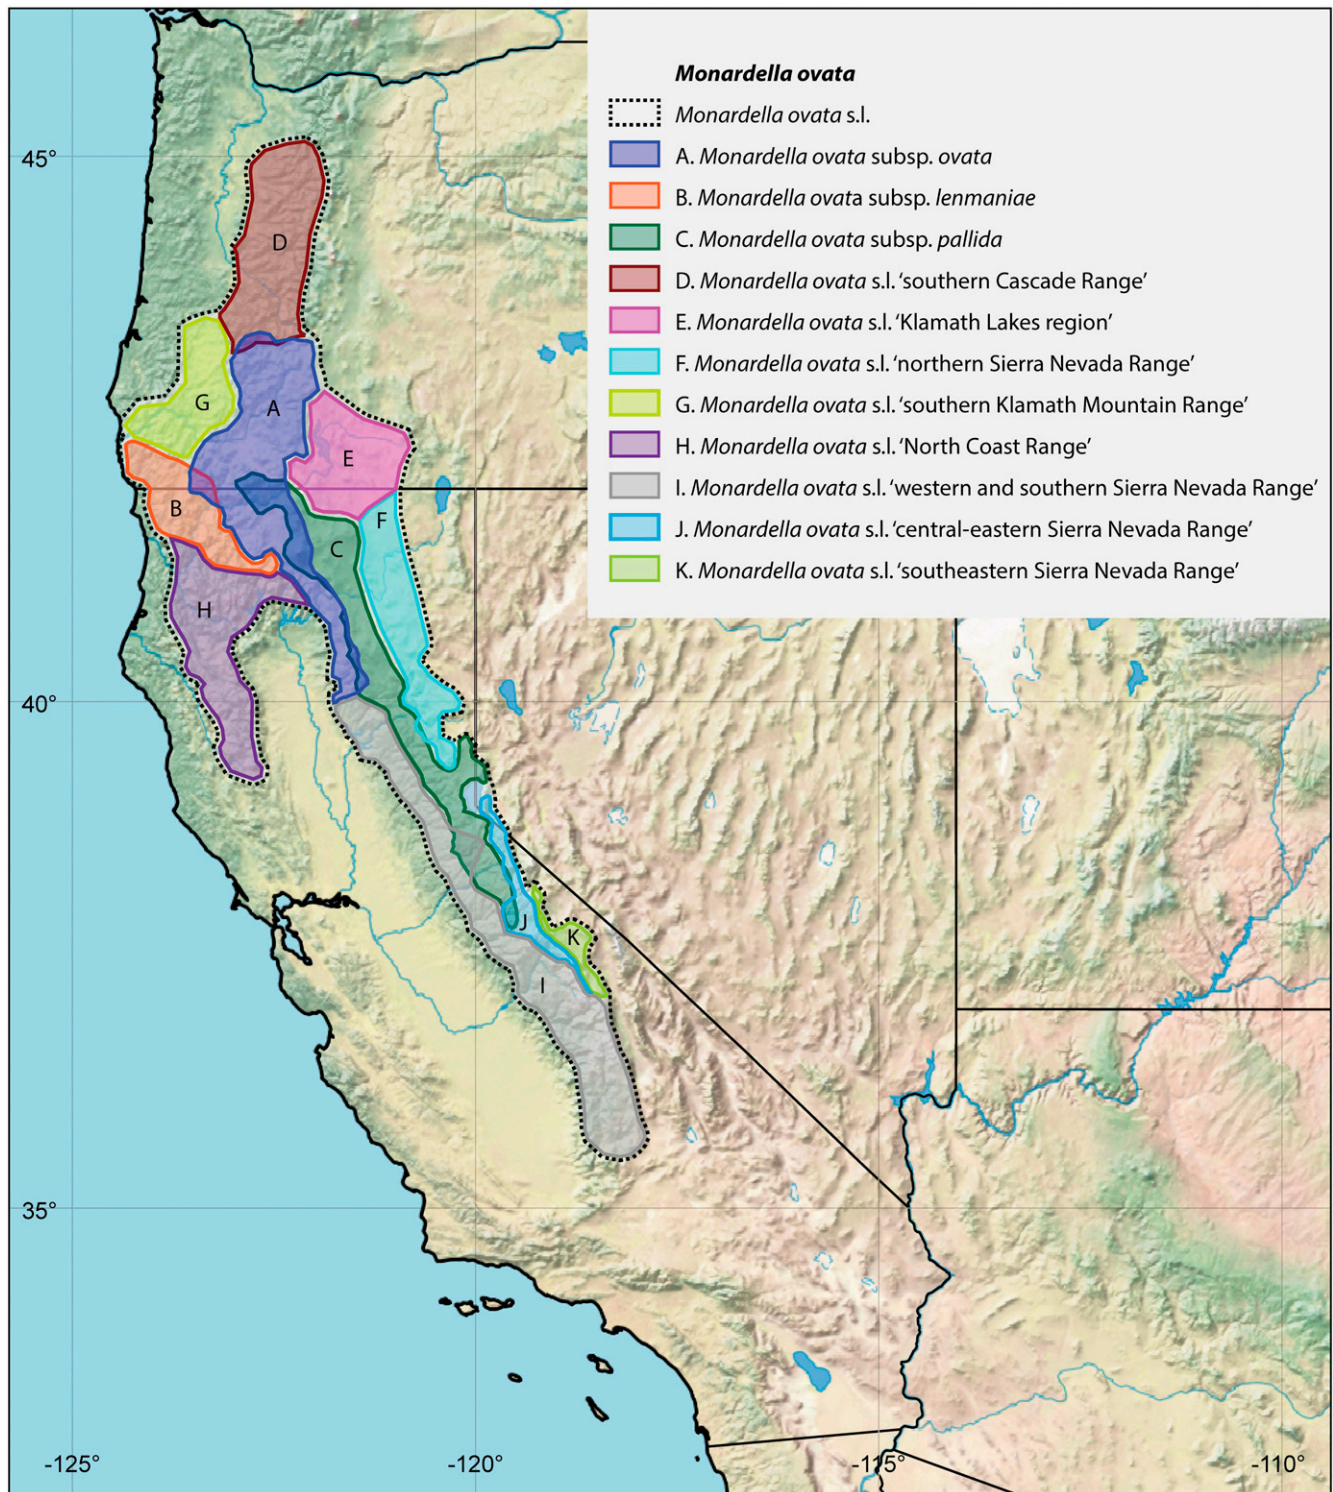 Monardella ovata
Monardella ovata s.l.
A. Monardella ovata subsp. ovata
B. Monardella ovata subsp. lenmaniae
C. Monardella ovata subsp. pallida
D. Monardella ovata s.l. ‘southern Cascade Range’
E. Monardella ovata s.l. ‘Klamath Lakes region’
F. Monardella ovata s.l. ‘northern Sierra Nevada Range’
G. Monardella ovata s.l. ‘southern Klamath Mountain Range’
H. Monardella ovata s.l. ‘North Coast Range’
I. Monardella ovata s.l. ‘western and southern Sierra Nevada Range’
J. Monardella ovata s.l. ‘central-eastern Sierra Nevada Range’
K. Monardella ovata s.l. ‘southeastern Sierra Nevada Range’
45°
D
G
A
E
B
F
C
H
40°
J
K
I
35°
-125°
-120°
-115°
-110°